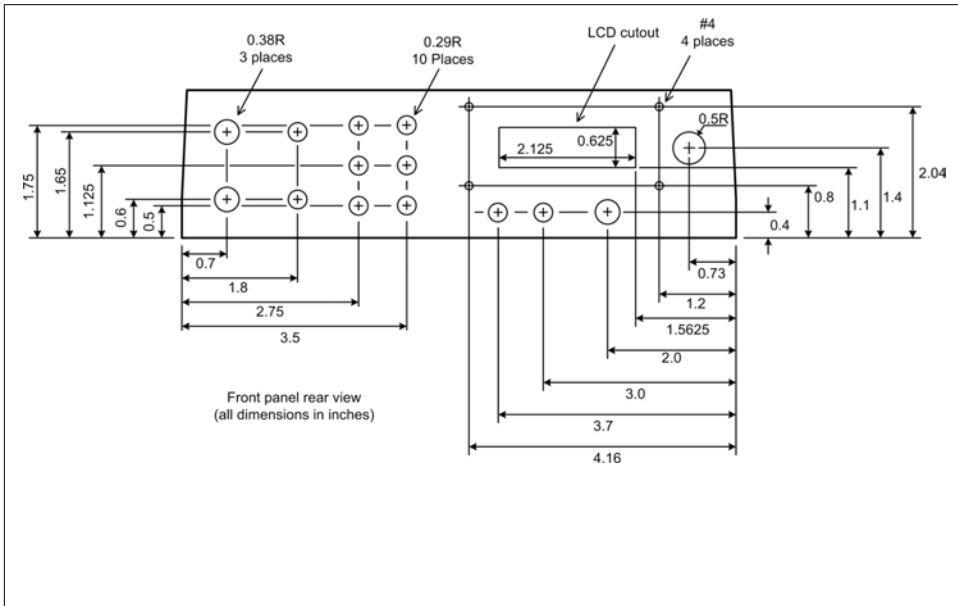 0.38R
3 places
0.29R
10 Places
LCD cutout
#4
4 places
0.5R
0.625
2.125
1.75
1.65
1.125
0.6
0.5
2.04
1.4
1.1
0.8
0.4
0.7
0.73
1.8
1.2
2.75
1.5625
3.5
2.0
3.0
Front panel rear view
(all dimensions in inches)
3.7
4.16